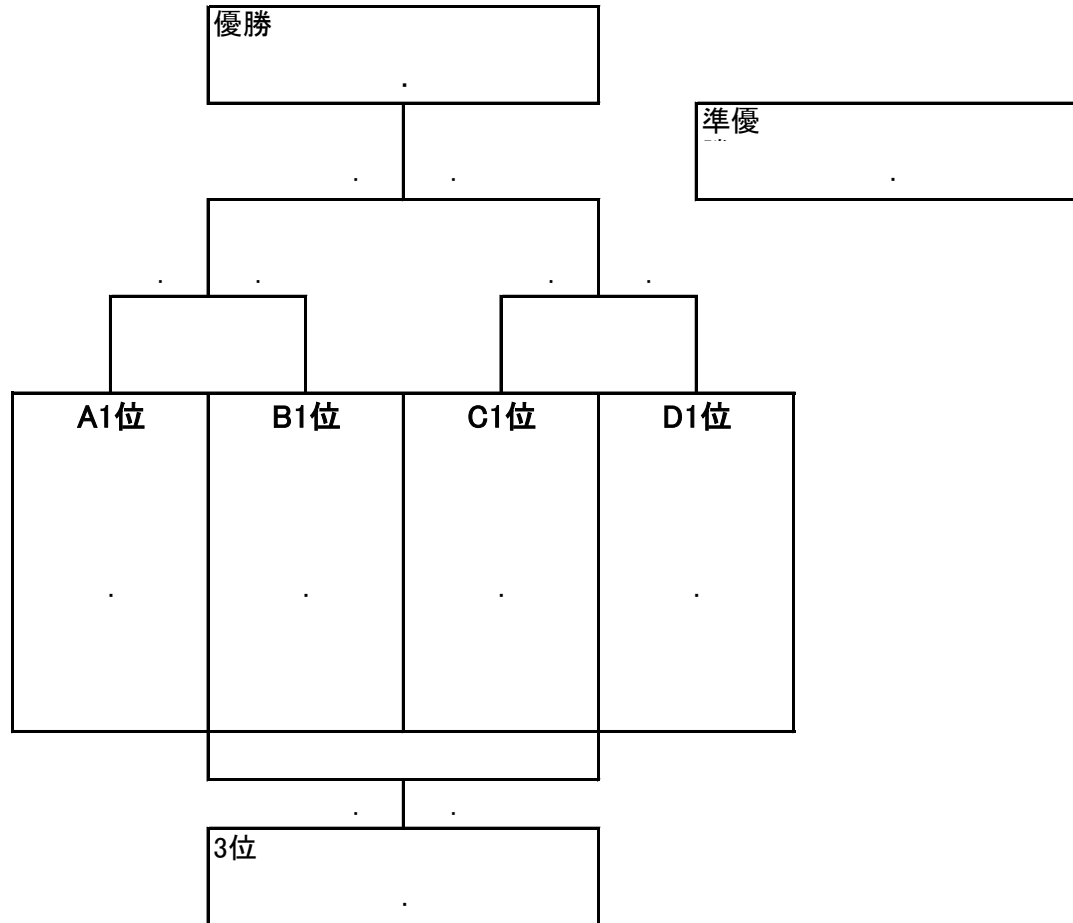 優勝
.
準優
. .
.
. . . .
A1位 B1位 C1位 D1位
. . . .
. .
3位
.